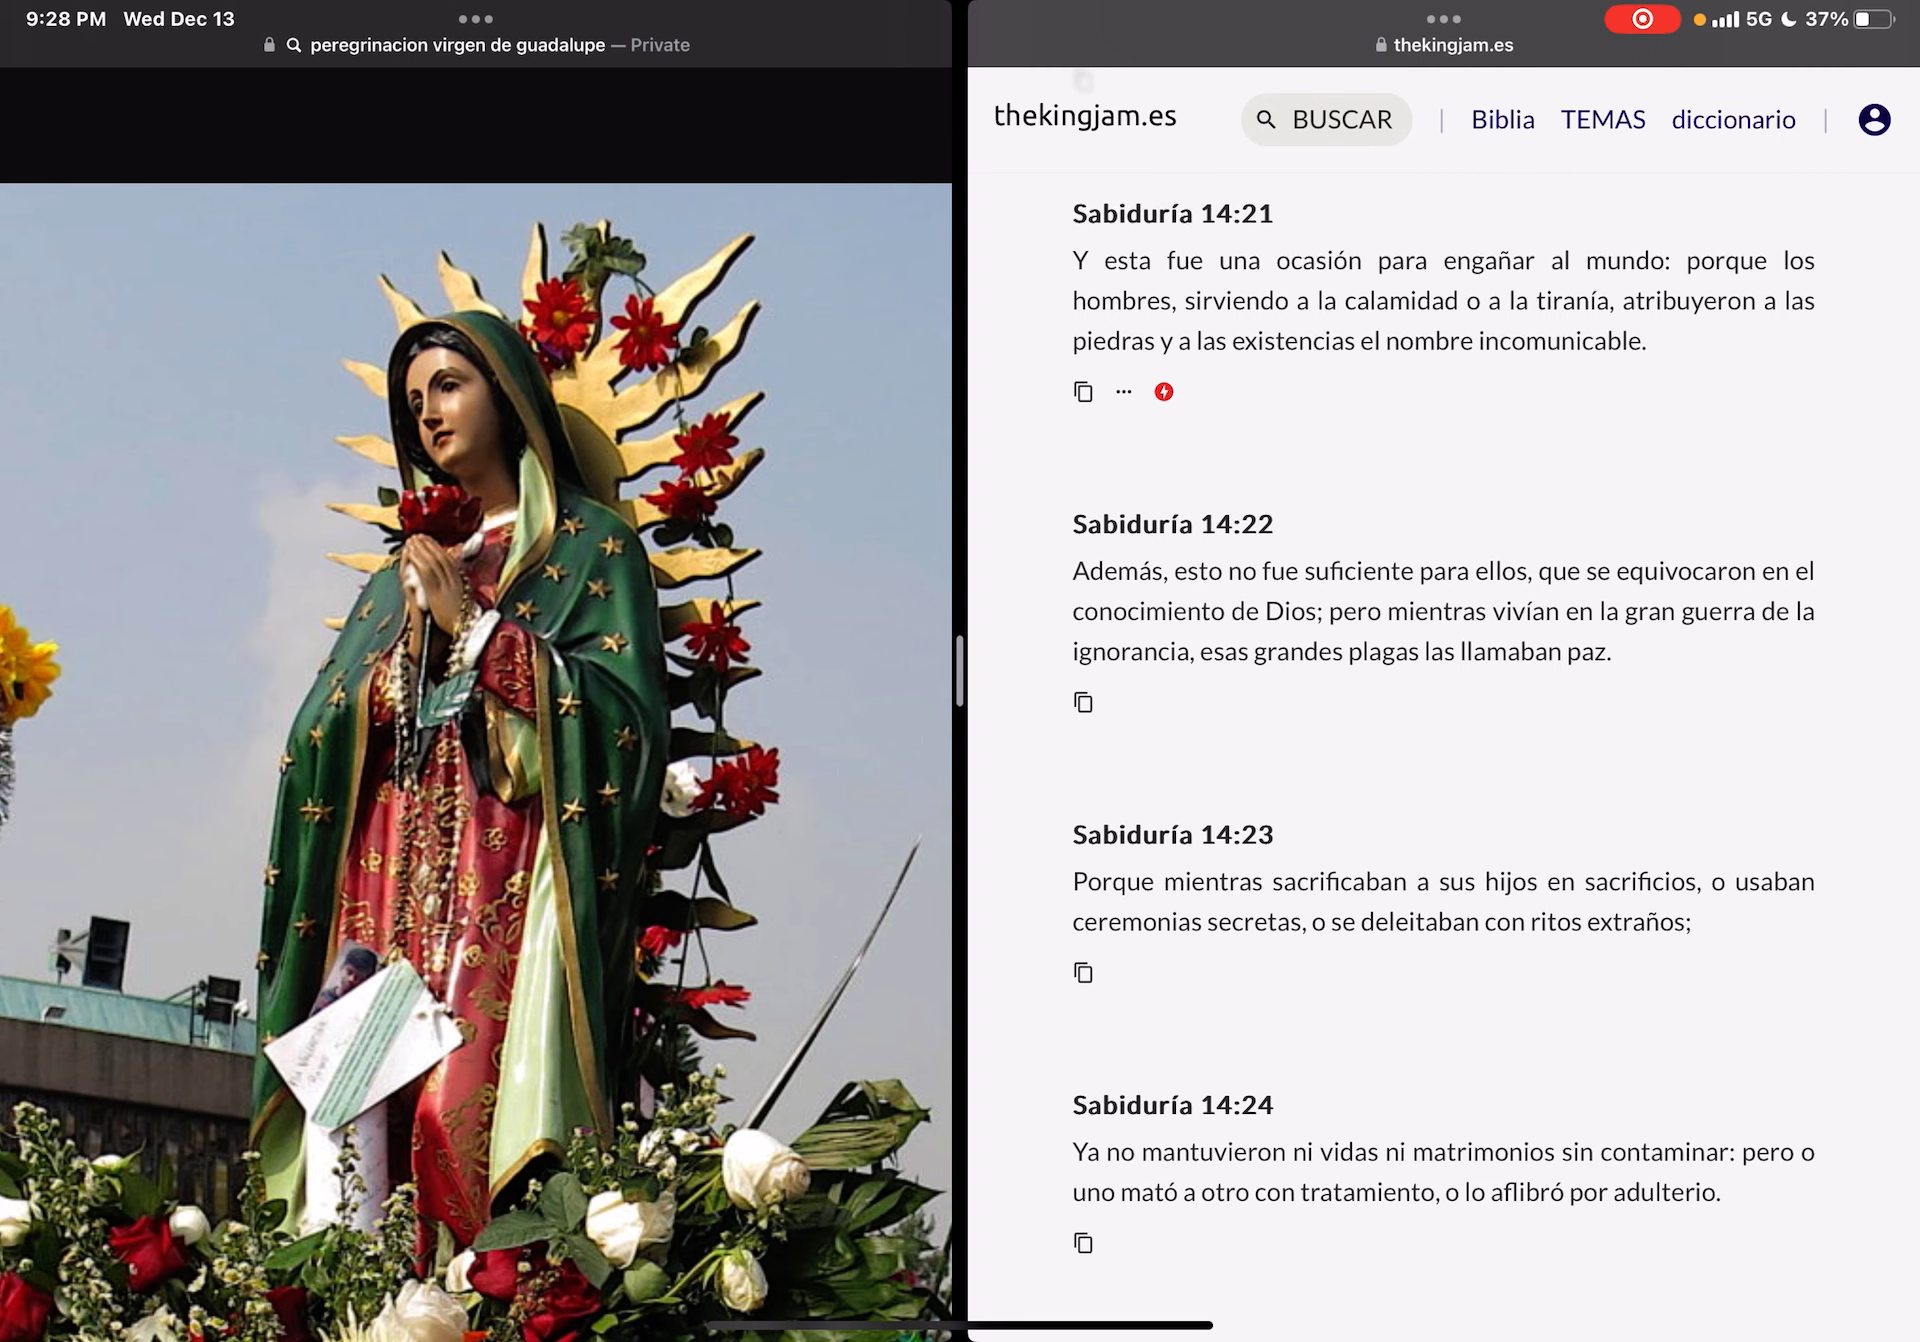 9:28 PM Wed Dec 13
peregrinacion virgen de guadalupe — Private
5G 37%
thekingjam.es
thekingjam.es
BUSCAR | Biblia TEMAS diccionario |
Sabiduría 14:21
Y esta fue una ocasión para engañar al mundo: porque los
hombres, sirviendo a la calamidad o a la tiranía, atribuyeron a las
piedras y a las existencias el nombre incomunicable.
Sabiduría 14:22
Además, esto no fue suficiente para ellos, que se equivocaron en el
conocimiento de Dios; pero mientras vivían en la gran guerra de la
ignorancia, esas grandes plagas las llamaban paz.
Sabiduría 14:23
Porque mientras sacrificaban a sus hijos en sacrificios, o usaban
ceremonias secretas, o se deleitaban con ritos extraños;
Sabiduría 14:24
Ya no mantuvieron ni vidas ni matrimonios sin contaminar: pero o
uno mató a otro con tratamiento, o lo aflibró por adulterio.